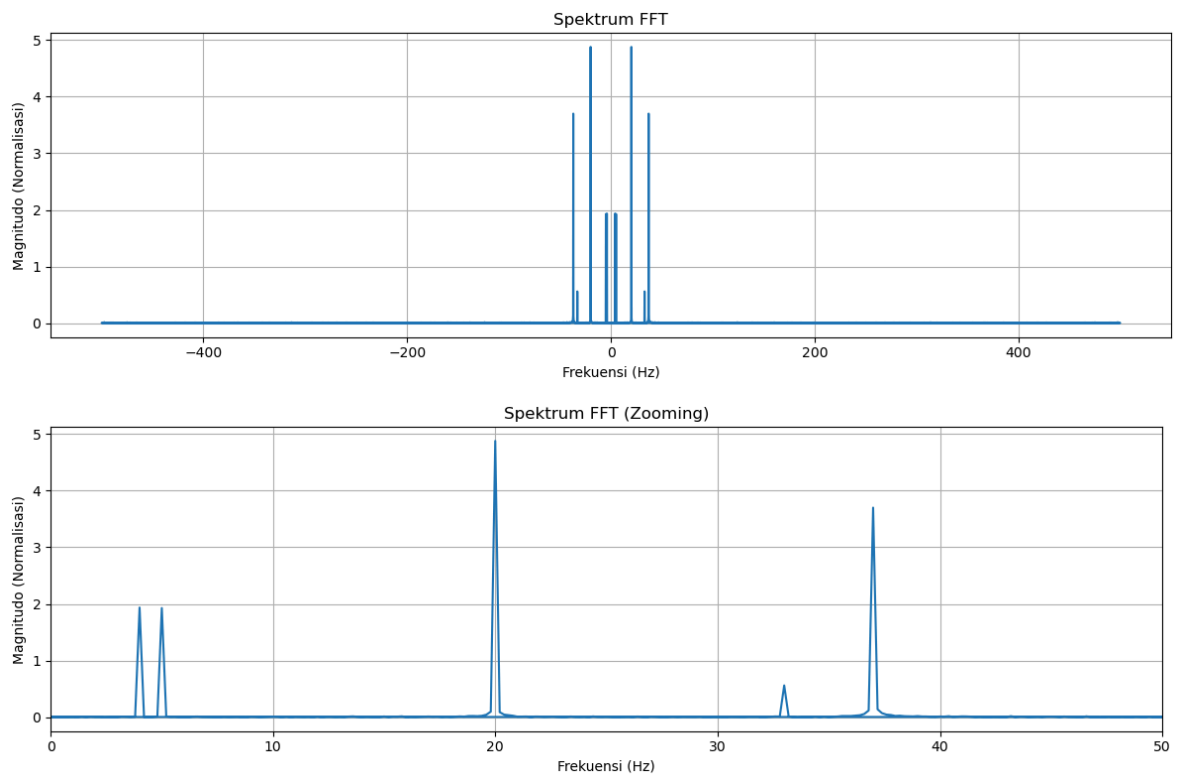 Spektrum FFT
Magnitudo (Normalisasi)
5
4
3
2
1
0
−400 −200 0 200 400
Frekuensi (Hz)
Spektrum FFT (Zooming)
Magnitudo (Normalisasi)
5
4
3
2
1
0
0 10 20 30 40 50
Frekuensi (Hz)